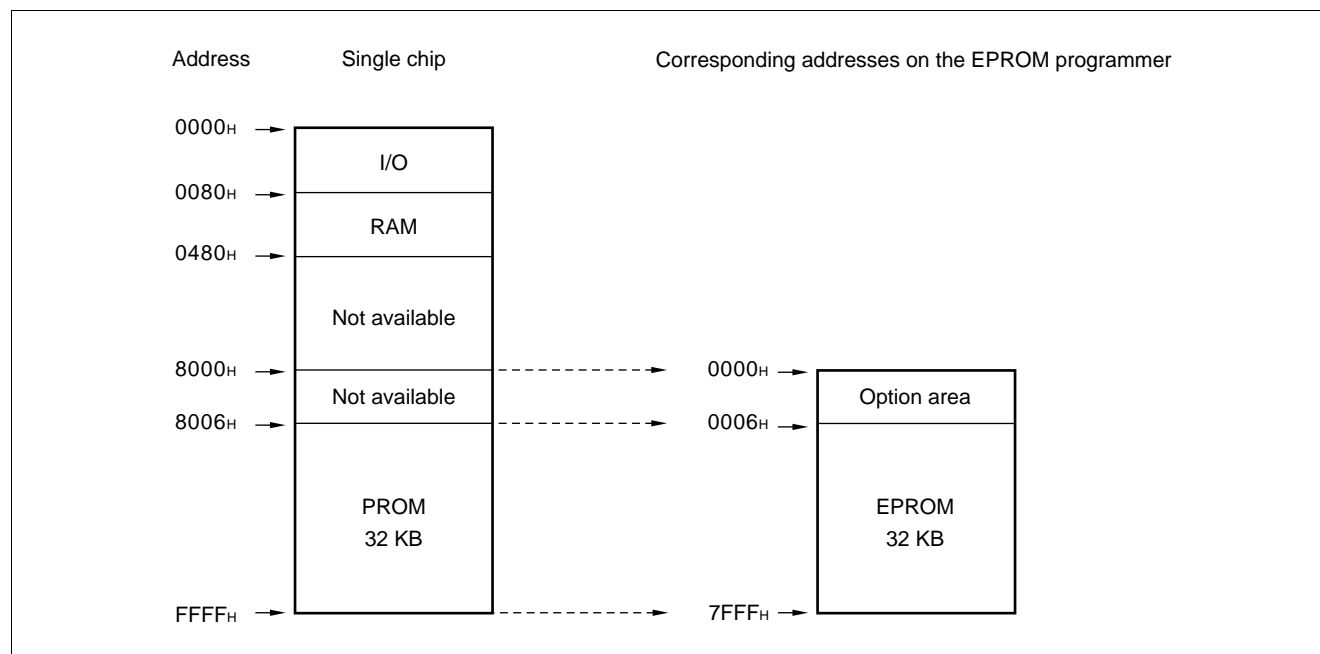 Address Single chip Corresponding addresses on the EPROM programmer
0000H
I/O
0080H
RAM
0480H
Not available
8000H 0000H
Not available Option area
8006H 0006H
PROM EPROM
32 KB 32 KB
FFFFH 7FFFH